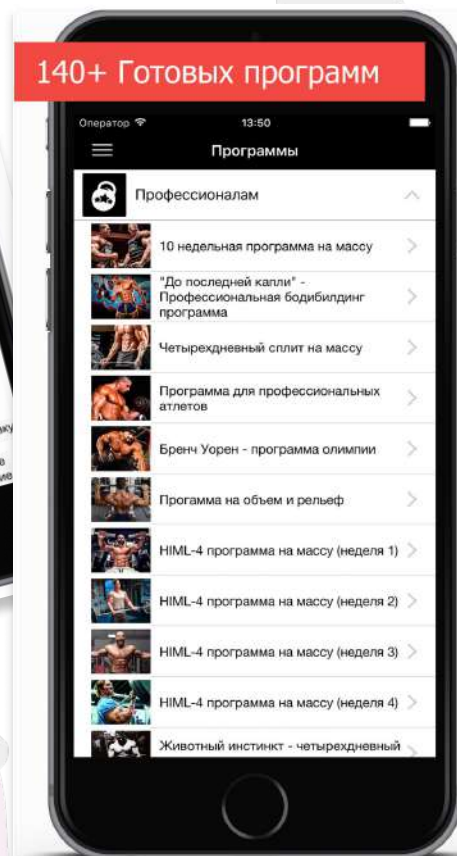 140+ Готовых программ
Оператор 13:50
Программы
Профессионалам
10 недельная программа на массу
"До последней капли" -
Профессиональная бодибилдинг
программа
Четырехдневный сплит на массу
Программа для профессиональных
атлетов
Бренч Уорен - программа олимпии
Прогамма на объем и рельеф
HIML-4 программа на массу (неделя 1)
HIML-4 программа на массу (неделя 2)
HIML-4 программа на массу (неделя 3)
HIML-4 программа на массу (неделя 4)
Животный инстинкт - четырехдневный